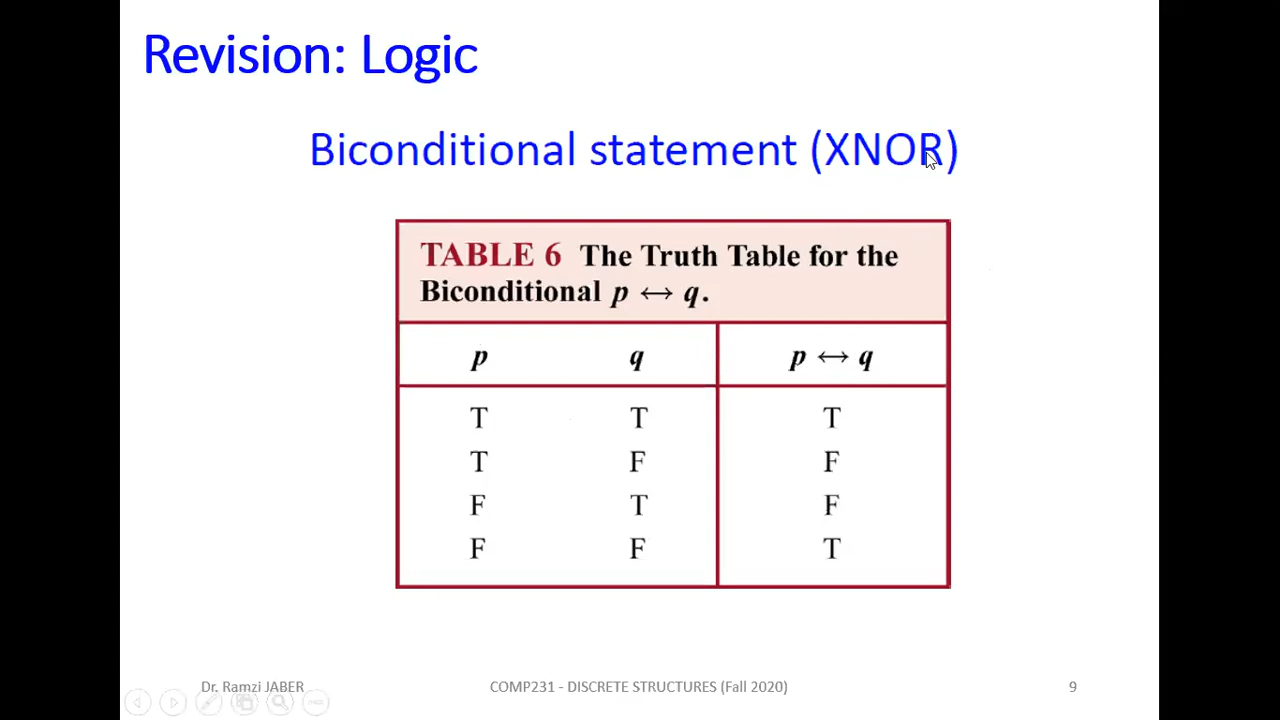 Revision: Logic
Biconditional statement (XNOR)
TABLE 6 The Truth Table for the
Biconditional p ↔ q.
p q p ↔ q
T T T
T F F
F T F
F F T
Dr. Ramzi JABER COMP231 - DISCRETE STRUCTURES (Fall 2020) 9